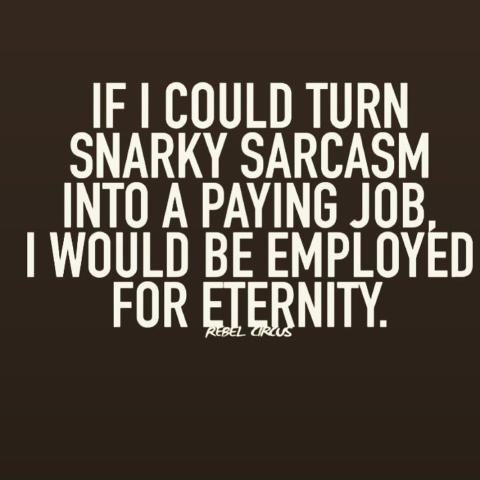 IF I COULD TURN
SNARKY SARCASM
INTO A PAYING JOB,
I WOULD BE EMPLOYED
FOR ETERNITY.
REBEL CIRCUS